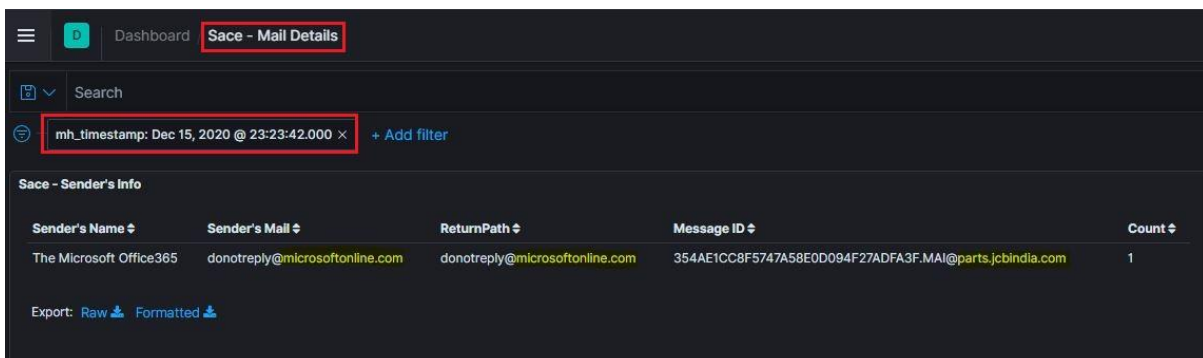 D Dashboard Sace - Mail Details
Search
mh_timestamp: Dec 15, 2020 @ 23:23:42.000 × + Add filter
Sace - Sender's Info
Sender's Name Sender's Mail ReturnPath Message ID Count
The Microsoft Office365 donotreply@microsoftonline.com donotreply@microsoftonline.com 354AE1CC8F5747A58E0D094F27ADFA3F.MAI@parts.jcbindia.com 1
Export: Raw Formatted